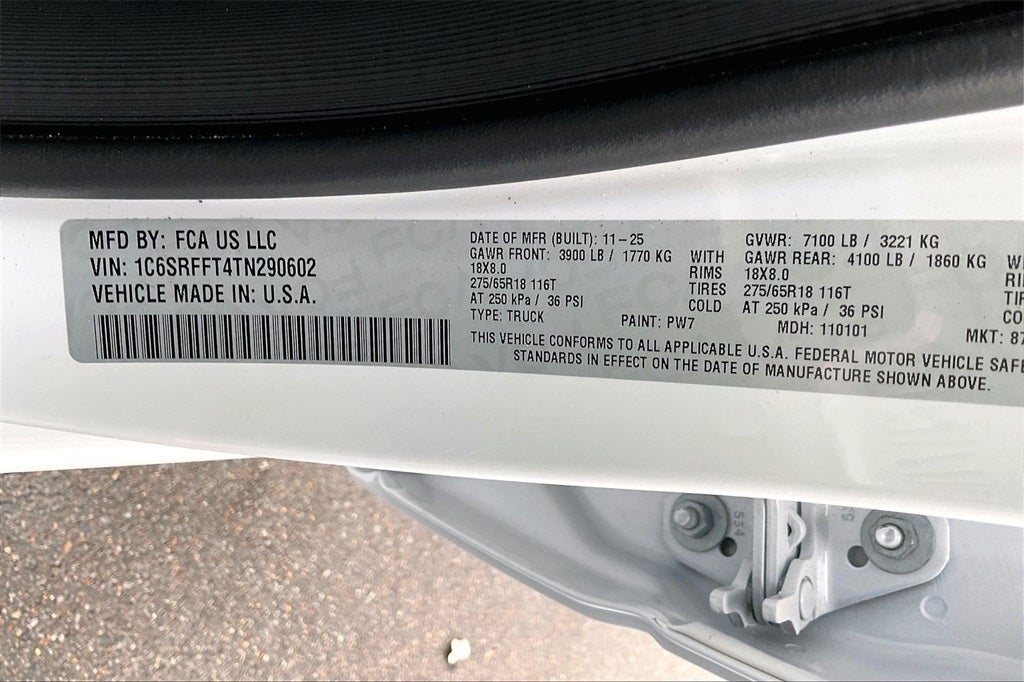 MFD BY: FCA US LLC
VIN: 1C6SRFFT4TN290602
VEHICLE MADE IN: U.S.A.
DATE OF MFR (BUILT): 11-25
GAWR FRONT: 3900 LB / 1770 KG WITH
18X8.0 RIMS
275/65R18 116T TIRES
AT 250 kPa / 36 PSI COLD
TYPE: TRUCK PAINT: PW7
GVWR: 7100 LB / 3221 KG
GAWR REAR: 4100 LB / 1860 KG
18X8.0
275/65R18 116T
AT 250 kPa / 36 PSI
MDH: 110101 MKT: 87
THIS VEHICLE CONFORMS TO ALL APPLICABLE U.S.A. FEDERAL MOTOR VEHICLE
STANDARDS IN EFFECT ON THE DATE OF MANUFACTURE SHOWN ABOVE.
534